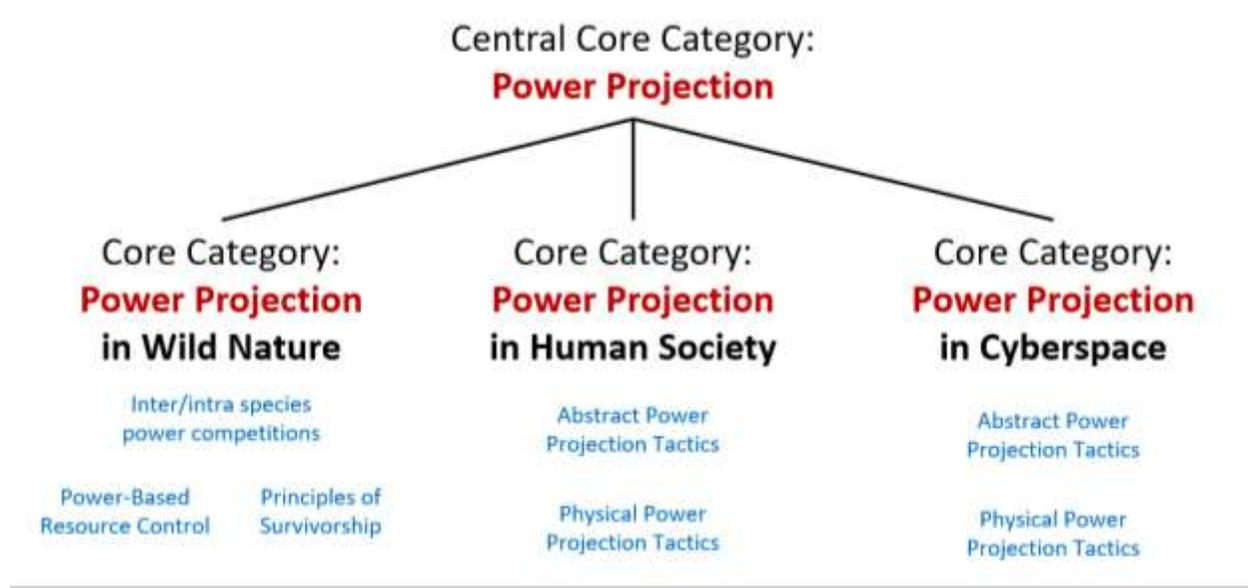 Central Core Category:
Power Projection
Core Category:
Power Projection
in Wild Nature
Inter/intra species
power competitions
Power-Based
Resource Control
Principles of
Survivorship
Core Category:
Power Projection
in Human Society
Abstract Power
Projection Tactics
Physical Power
Projection Tactics
Core Category:
Power Projection
in Cyberspace
Abstract Power
Projection Tactics
Physical Power
Projection Tactics